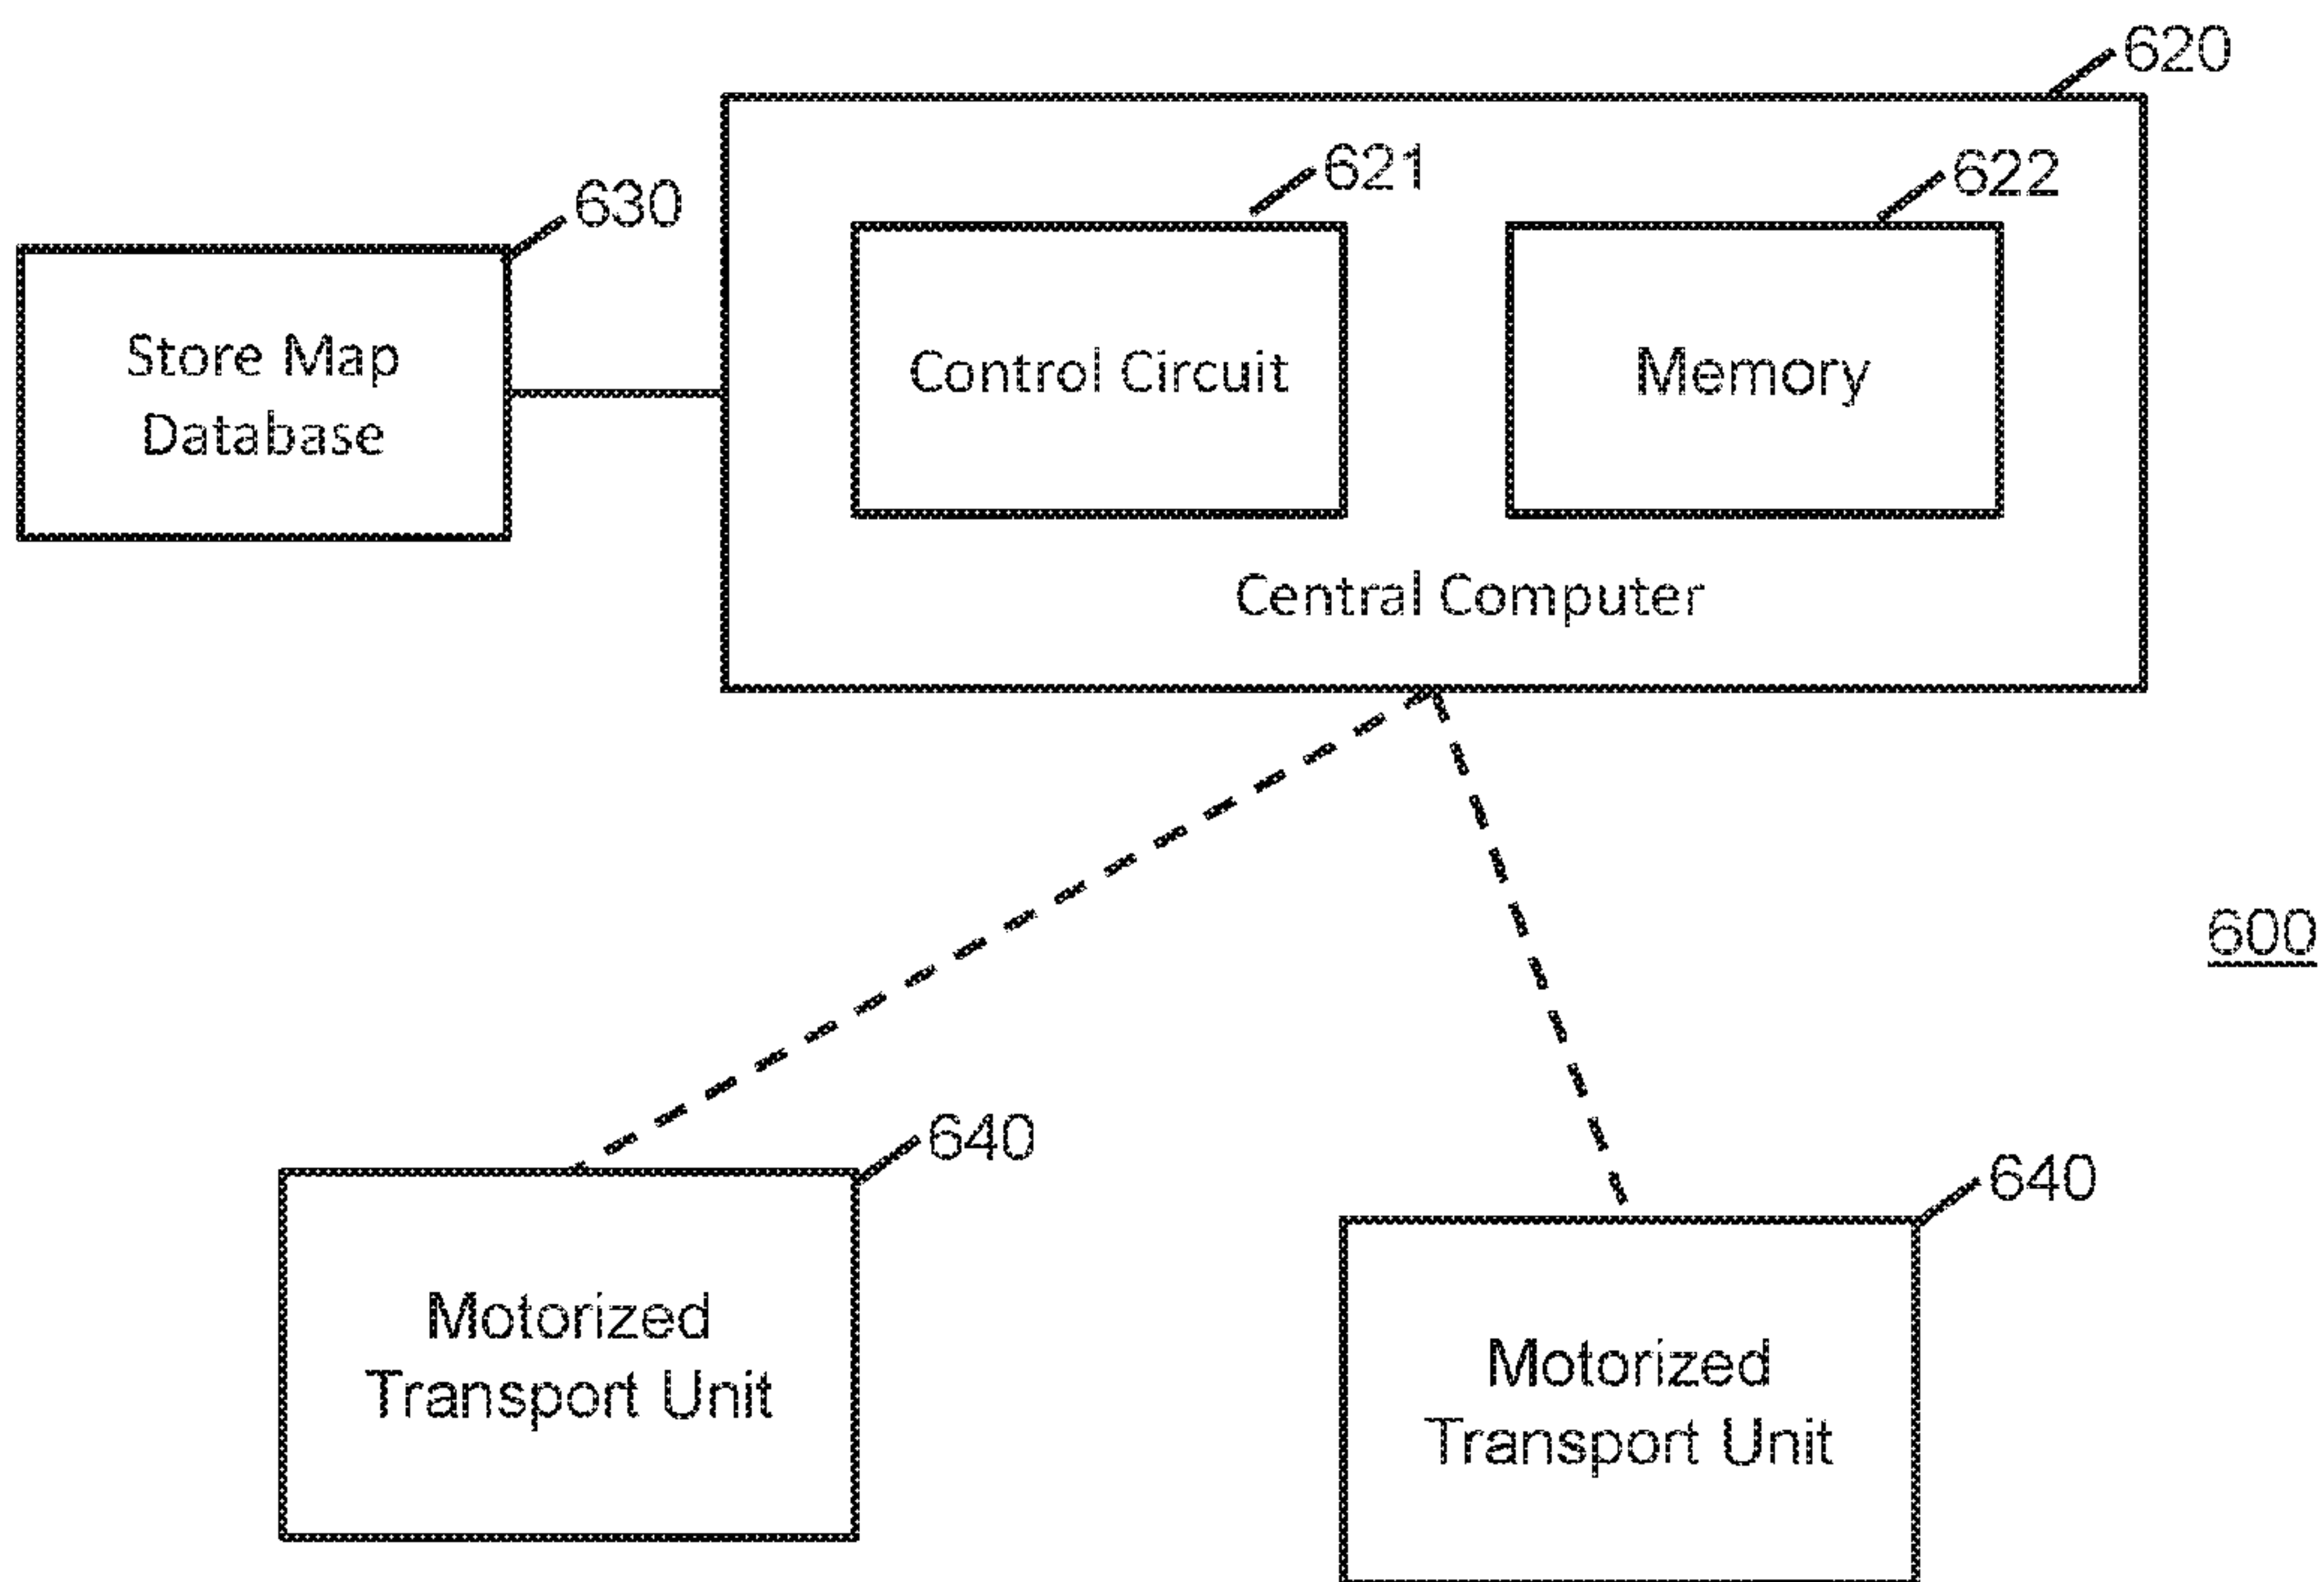 620
621
622
630
Store Map
Database
Control Circuit
Memory
Central Computer
600
640
Motorized
Transport Unit
640
Motorized
Transport Unit